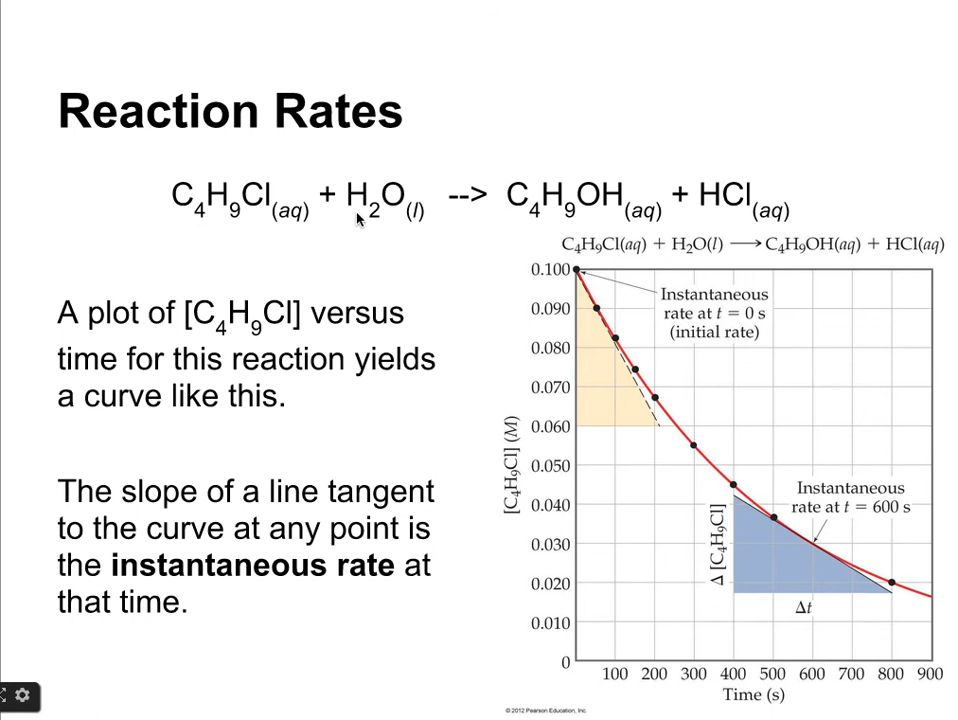 Reaction Rates
C₄H₉Cl₍aq₎ + H₂O₍l₎ --> C₄H₉OH₍aq₎ + HCl₍aq₎
A plot of [C₄H₉Cl] versus
time for this reaction yields
a curve like this.
The slope of a line tangent
to the curve at any point is
the instantaneous rate at
that time.
C₄H₉Cl(aq) + H₂O(l) ⟶ C₄H₉OH(aq) + HCl(aq)
0.100
0.090
0.080
0.070
0.060
0.050
0.040
0.030
0.020
0.010
0
[C₄H₉Cl] (M)
Instantaneous
rate at t = 0 s
(initial rate)
Instantaneous
rate at t = 600 s
Δ [C₄H₉Cl]
Δt
100 200 300 400 500 600 700 800 900
Time (s)
© 2012 Pearson Education, Inc.